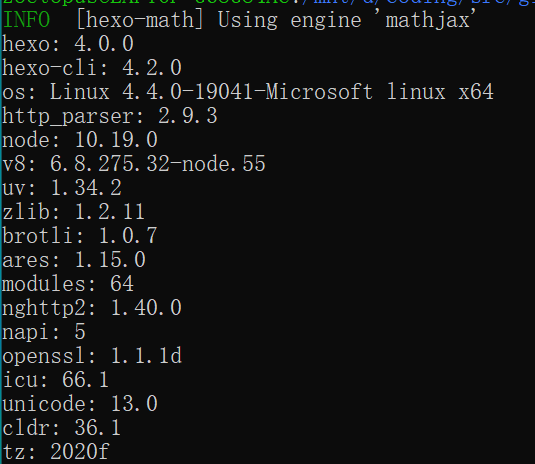 INFO  [hexo-math] Using engine 'mathjax'
hexo: 4.0.0
hexo-cli: 4.2.0
os: Linux 4.4.0-19041-Microsoft linux x64
http_parser: 2.9.3
node: 10.19.0
v8: 6.8.275.32-node.55
uv: 1.34.2
zlib: 1.2.11
brotli: 1.0.7
ares: 1.15.0
modules: 64
nghttp2: 1.40.0
napi: 5
openssl: 1.1.1d
icu: 66.1
unicode: 13.0
cldr: 36.1
tz: 2020f